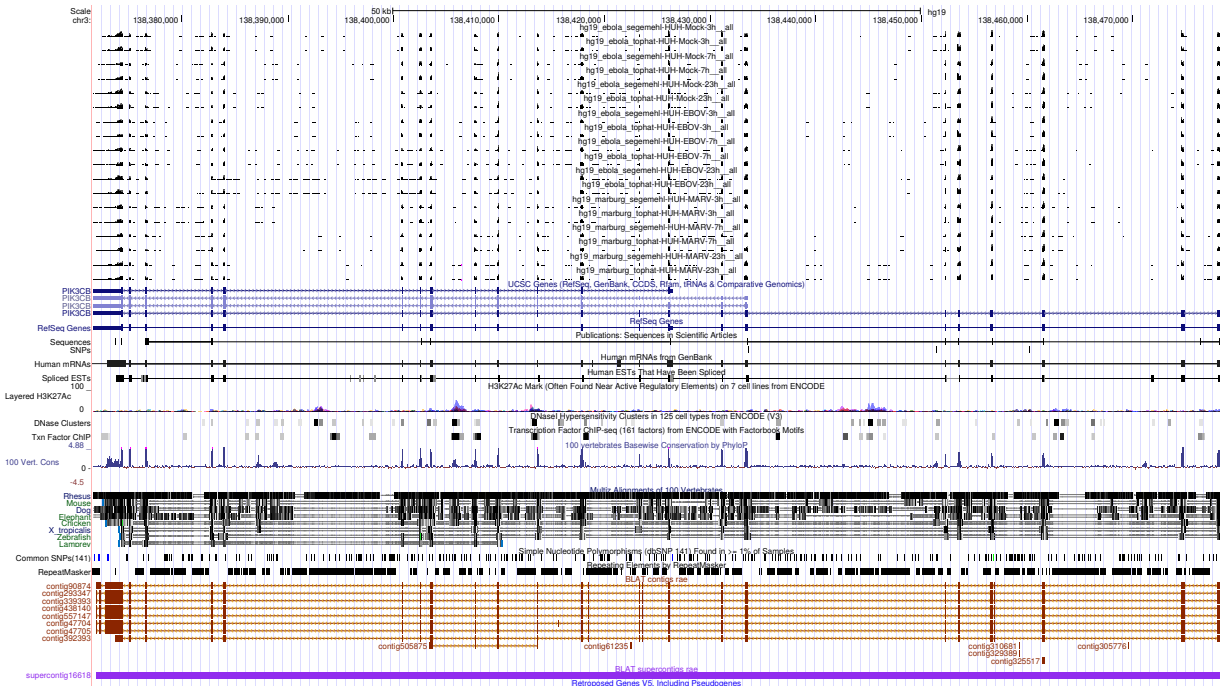 Scale 50 kb hg19
chr3: 138,380,000 138,390,000 138,400,000 138,410,000 138,420,000 138,430,000 138,440,000 138,450,000 138,460,000 138,470,000
hg19_ebola_segemehl-HUH-Mock-3h__all
hg19_ebola_tophat-HUH-Mock-3h__all
hg19_ebola_segemehl-HUH-Mock-7h__all
hg19_ebola_tophat-HUH-Mock-7h__all
hg19_ebola_segemehl-HUH-Mock-23h__all
hg19_ebola_tophat-HUH-Mock-23h__all
hg19_ebola_segemehl-HUH-EBOV-3h__all
hg19_ebola_tophat-HUH-EBOV-3h__all
hg19_ebola_segemehl-HUH-EBOV-7h__all
hg19_ebola_tophat-HUH-EBOV-7h__all
hg19_ebola_segemehl-HUH-EBOV-23h__all
hg19_ebola_tophat-HUH-EBOV-23h__all
hg19_marburg_segemehl-HUH-MARV-3h__all
hg19_marburg_tophat-HUH-MARV-3h__all
hg19_marburg_segemehl-HUH-MARV-7h__all
hg19_marburg_tophat-HUH-MARV-7h__all
hg19_marburg_segemehl-HUH-MARV-23h__all
hg19_marburg_tophat-HUH-MARV-23h__all
UCSC Genes (RefSeq, GenBank, CCDS, Rfam, tRNAs & Comparative Genomics)
PIK3CB
PIK3CB
PIK3CB
PIK3CB
RefSeq Genes
RefSeq Genes
Publications: Sequences in Scientific Articles
Sequences
SNPs
Human mRNAs from GenBank
Human mRNAs
Human ESTs That Have Been Spliced
Spliced ESTs
H3K27Ac Mark (Often Found Near Active Regulatory Elements) on 7 cell lines from ENCODE
100
Layered H3K27Ac
0
DNaseI Hypersensitivity Clusters in 125 cell types from ENCODE (V3)
DNase Clusters
Transcription Factor ChIP-seq (161 factors) from ENCODE with Factorbook Motifs
Txn Factor ChIP
100 vertebrates Basewise Conservation by PhyloP
4.88
100 Vert. Cons
0
-4.5
Multiz Alignments of 100 Vertebrates
Rhesus
Mouse
Dog
Elephant
Chicken
X_tropicalis
Zebrafish
Lamprey
Simple Nucleotide Polymorphisms (dbSNP 141) Found in >= 1% of Samples
Common SNPs(141)
Repeating Elements by RepeatMasker
RepeatMasker
BLAT contigs rae
contig90874
contig293347
contig339393
contig438140
contig557147
contig47704
contig47705
contig392393
contig505875 contig61235 contig310681 contig305776
contig329389
contig325517
BLAT supercontigs rae
supercontig16618
Retroposed Genes V5, Including Pseudogenes